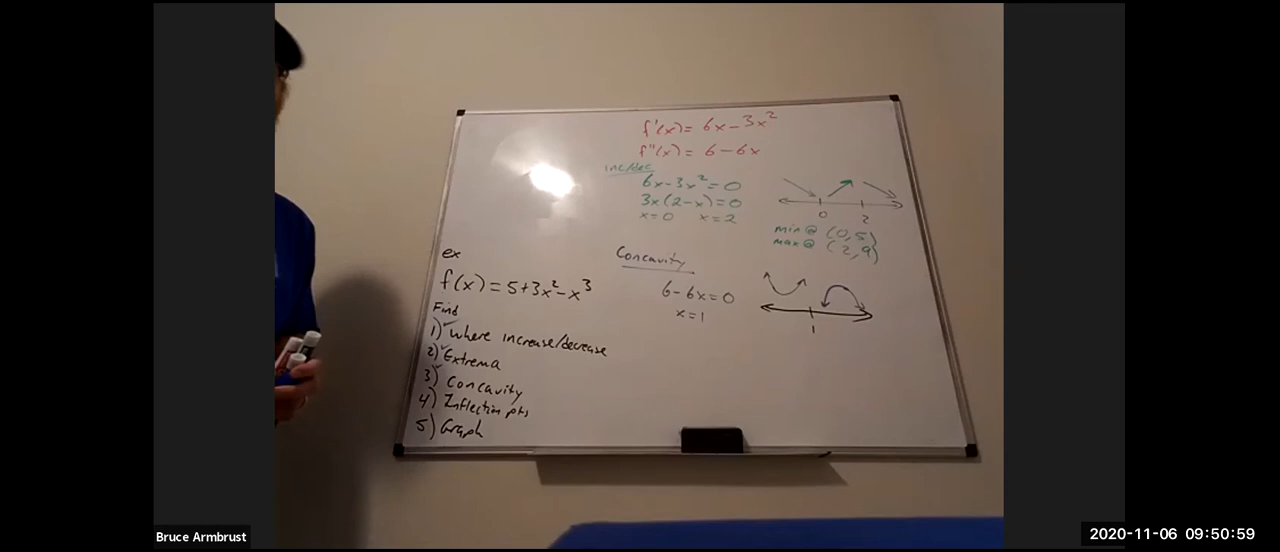 f'(x) = 6x-3x²
f"(x) = 6-6x
inc/dec
6x-3x²=0
3x(2-x)=0
x=0 x=2
0 2
min@ (0,5)
max@ (2,9)
ex
f(x) = 5+3x²-x³
Find
1) where increase/decrease
2) Extrema
3) Concavity
4) Inflection pts
5) Graph
Concavity
6-6x=0
x=1
1
Bruce Armbrust
2020-11-06 09:50:59